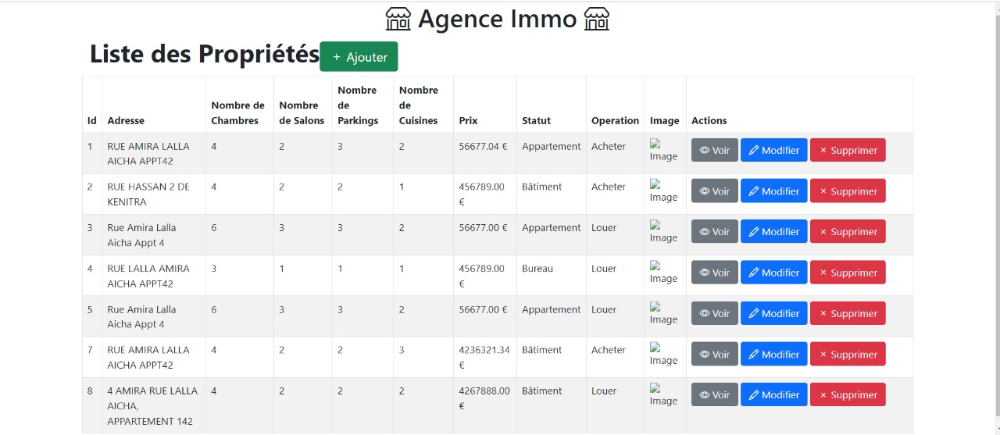 Agence Immo
Liste des Propriétés + Ajouter
Id Adresse Nombre de Chambres Nombre de Salons Nombre de Parkings Nombre de Cuisines Prix Statut Operation Image Actions
1 RUE AMIRA LALLA AICHA APPT42 4 2 3 2 56677.04 € Appartement Acheter Image Voir Modifier × Supprimer
2 RUE HASSAN 2 DE KENITRA 4 2 2 1 456789.00 € Bâtiment Acheter Image Voir Modifier × Supprimer
3 Rue Amira Lalla Aicha Appt 4 6 3 3 2 56677.00 € Appartement Louer Image Voir Modifier × Supprimer
4 RUE LALLA AMIRA AICHA APPT42 3 1 1 1 456789.00 € Bureau Louer Image Voir Modifier × Supprimer
5 Rue Amira Lalla Aicha Appt 4 6 3 3 2 56677.00 € Appartement Louer Image Voir Modifier × Supprimer
7 RUE AMIRA LALLA AICHA APPT42 4 2 2 3 4236321.34 € Bâtiment Acheter Image Voir Modifier × Supprimer
8 4 AMIRA RUE LALLA AICHA, APPARTEMENT 142 4 2 2 2 4267888.00 € Bâtiment Louer Image Voir Modifier × Supprimer